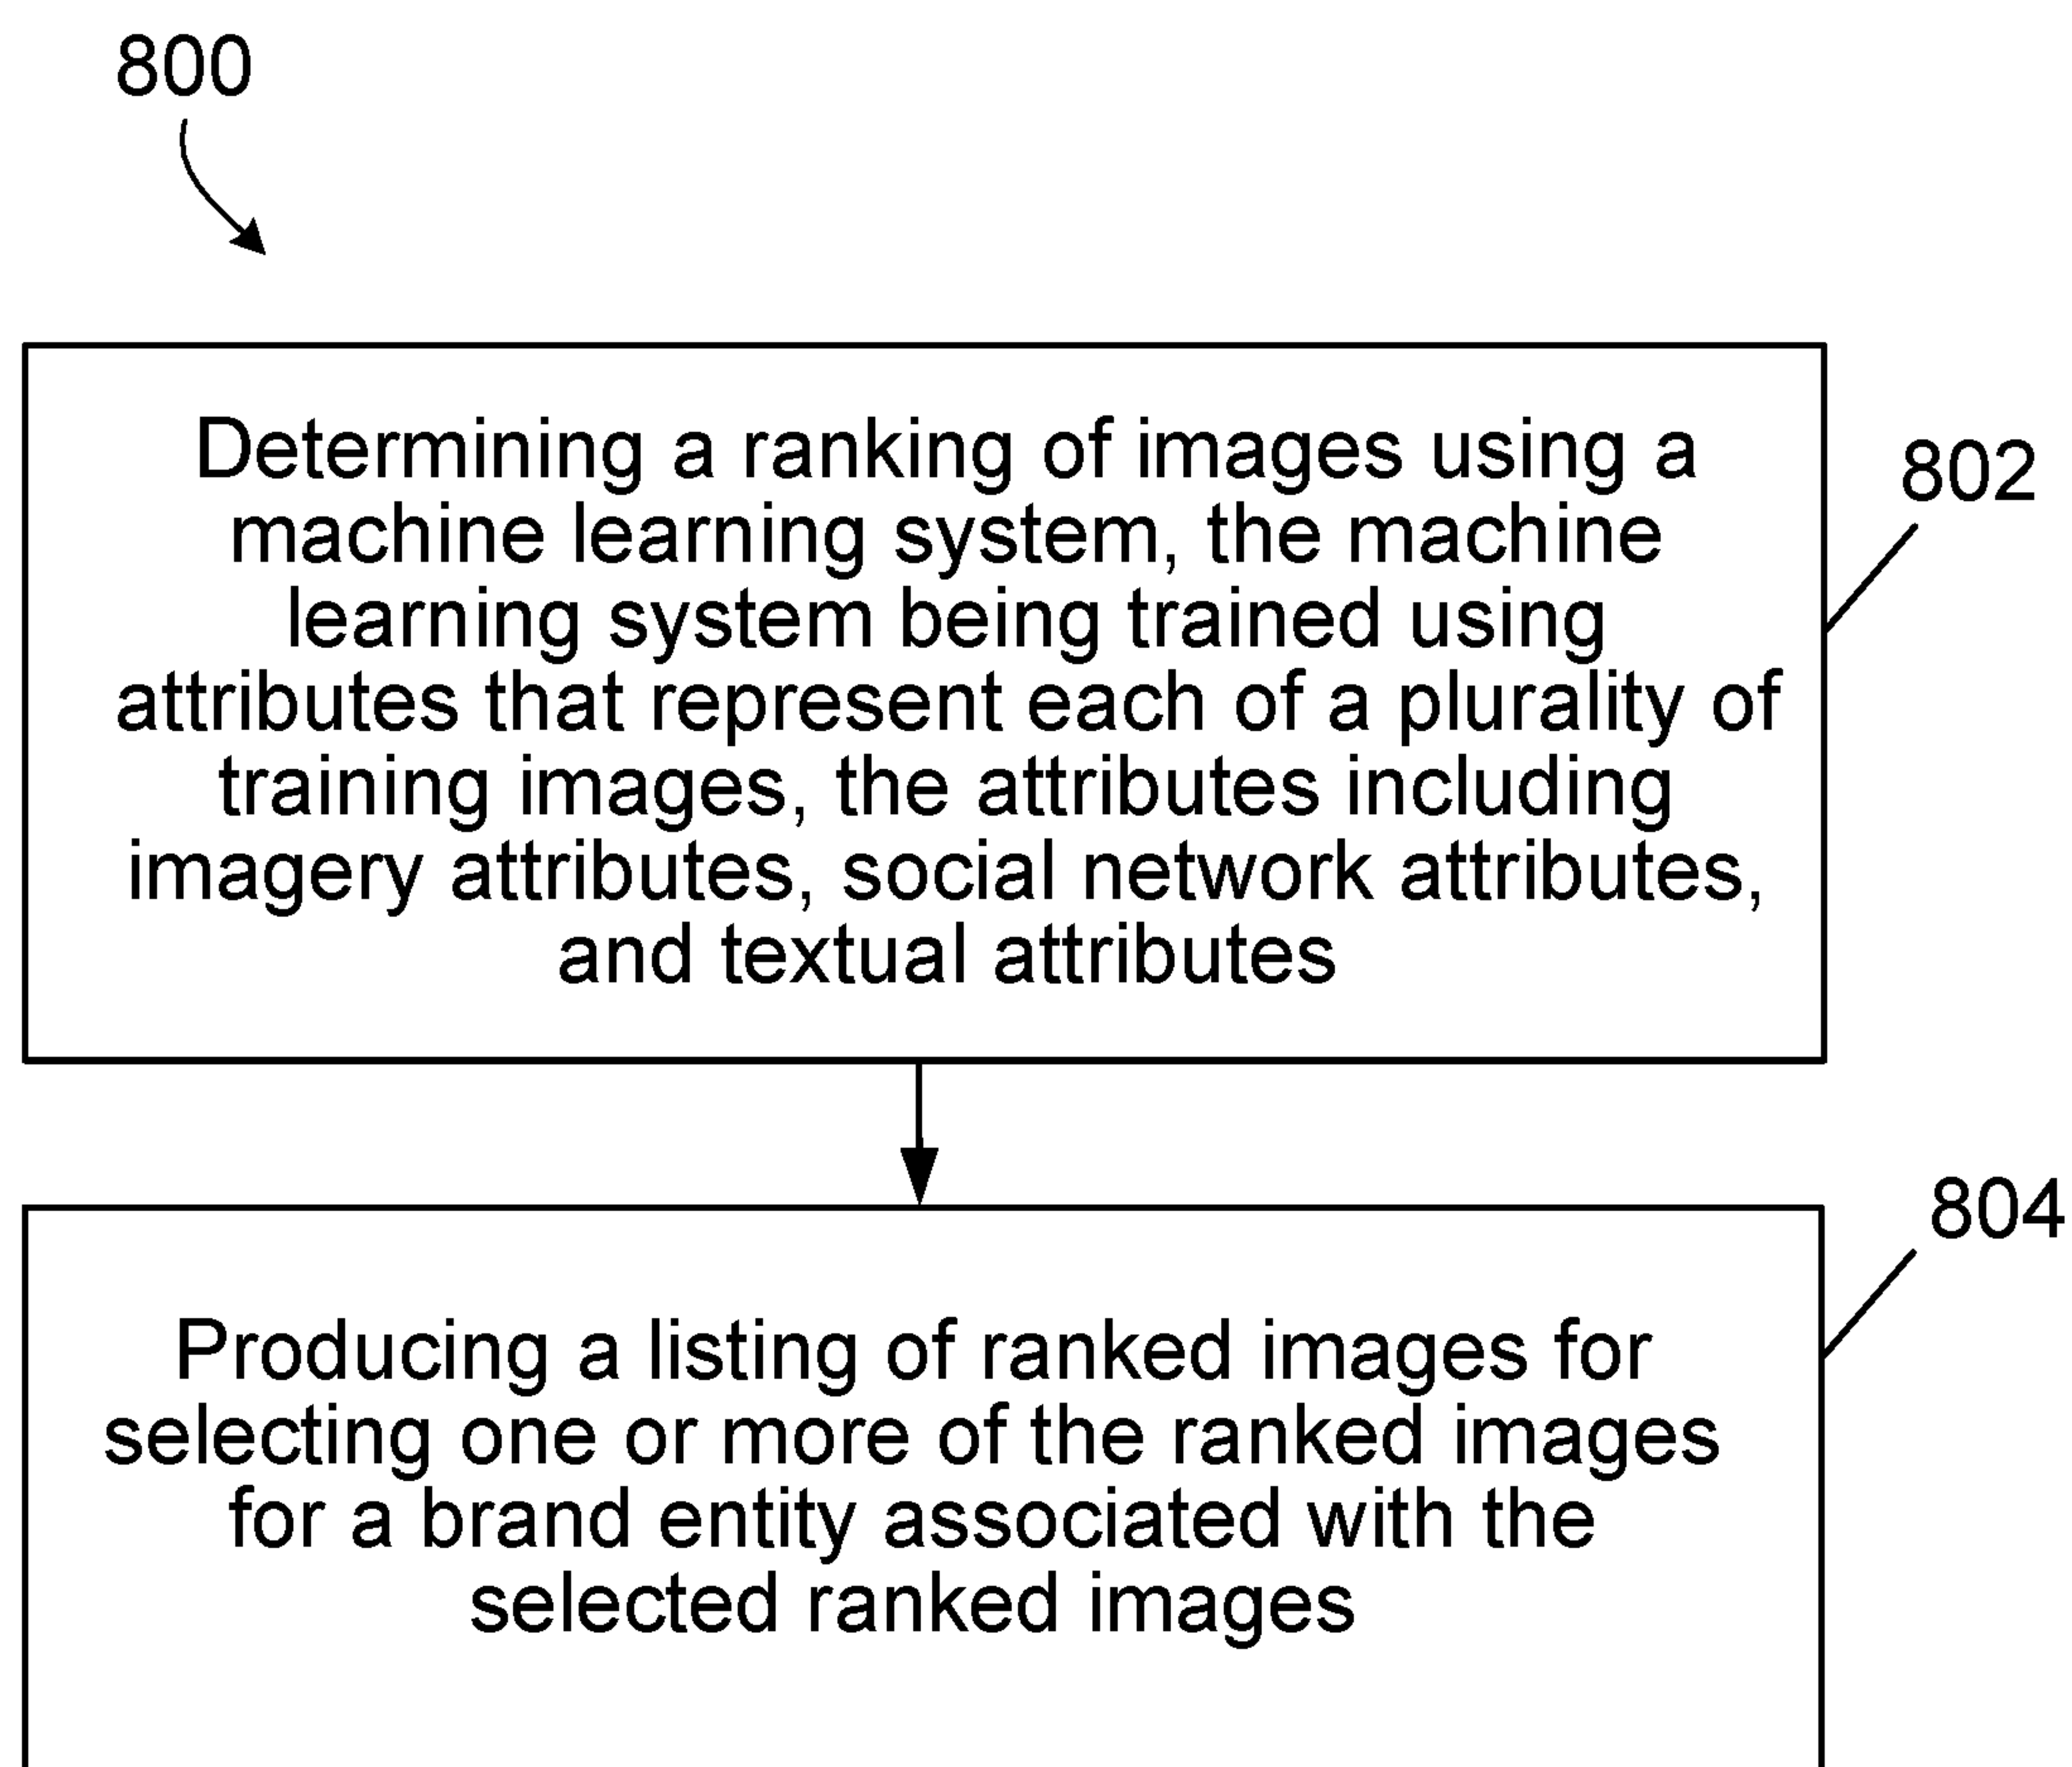 800
Determining a ranking of images using a
machine learning system, the machine
learning system being trained using
attributes that represent each of a plurality of
training images, the attributes including
imagery attributes, social network attributes,
and textual attributes
802
804
Producing a listing of ranked images for
selecting one or more of the ranked images
for a brand entity associated with the
selected ranked images